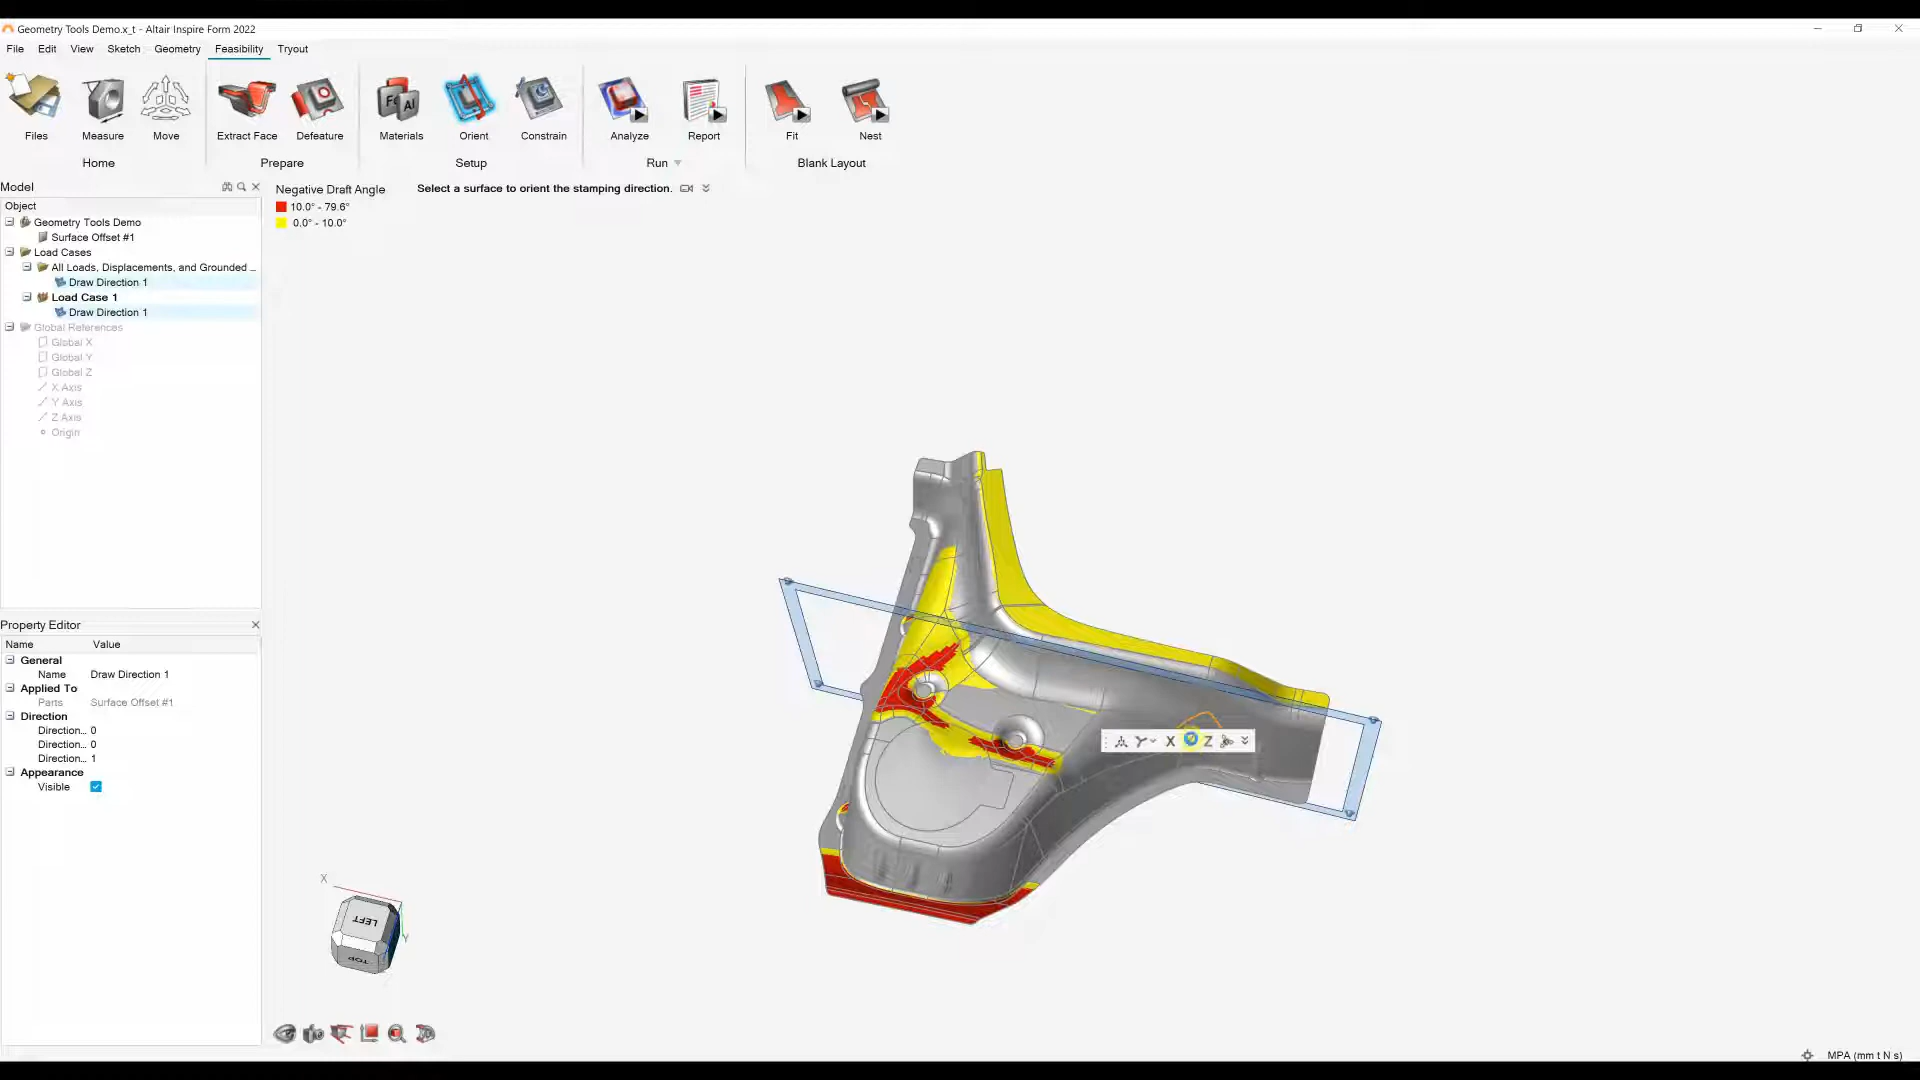 Geometry Tools Demo.x_t - Altair Inspire Form 2022
File Edit View Sketch Geometry Feasibility Tryout
Files Measure Move Extract Face Defeature Materials Orient Constrain Analyze Report Fit Nest
Home Prepare Setup Run Blank Layout
Model
Object
Geometry Tools Demo
Surface Offset #1
Load Cases
All Loads, Displacements, and Grounded ...
Draw Direction 1
Load Case 1
Draw Direction 1
Global References
Global X
Global Y
Global Z
X Axis
Y Axis
Z Axis
Origin
Negative Draft Angle
10.0° - 79.6°
0.0° - 10.0°
Select a surface to orient the stamping direction.
X Z
Property Editor
Name Value
General
Name Draw Direction 1
Applied To
Parts Surface Offset #1
Direction
Direction... 0
Direction... 0
Direction... 1
Appearance
Visible
X
LEFT
Y
TOP
MPA (mm t N s)